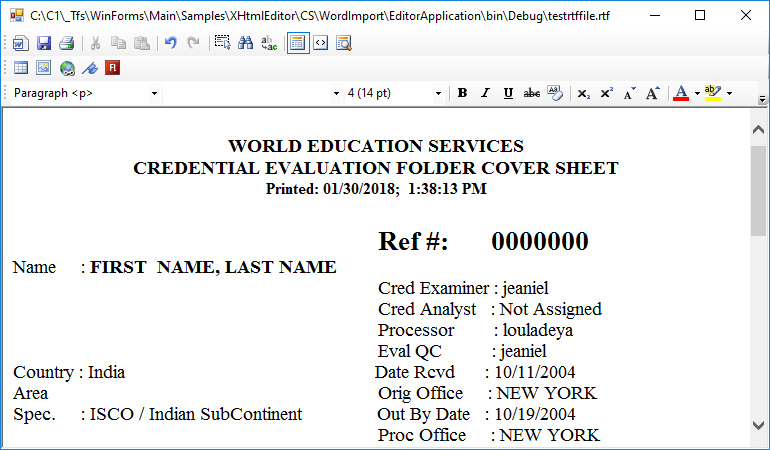 C:\C1\_Tfs\WinForms\Main\Samples\XHtmlEditor\CS\WordImport\EditorApplication\bin\Debug\testrtffile.rtf
Paragraph <p> 4 (14 pt) B I U abc X₂ X² A A A ab
WORLD EDUCATION SERVICES
CREDENTIAL EVALUATION FOLDER COVER SHEET
Printed: 01/30/2018;  1:38:13 PM
Ref #: 0000000
Name : FIRST  NAME, LAST NAME
Cred Examiner : jeaniel
Cred Analyst : Not Assigned
Processor : louladeya
Eval QC : jeaniel
Country : India Date Rcvd : 10/11/2004
Area Orig Office : NEW YORK
Spec. : ISCO / Indian SubContinent Out By Date : 10/19/2004
Proc Office : NEW YORK